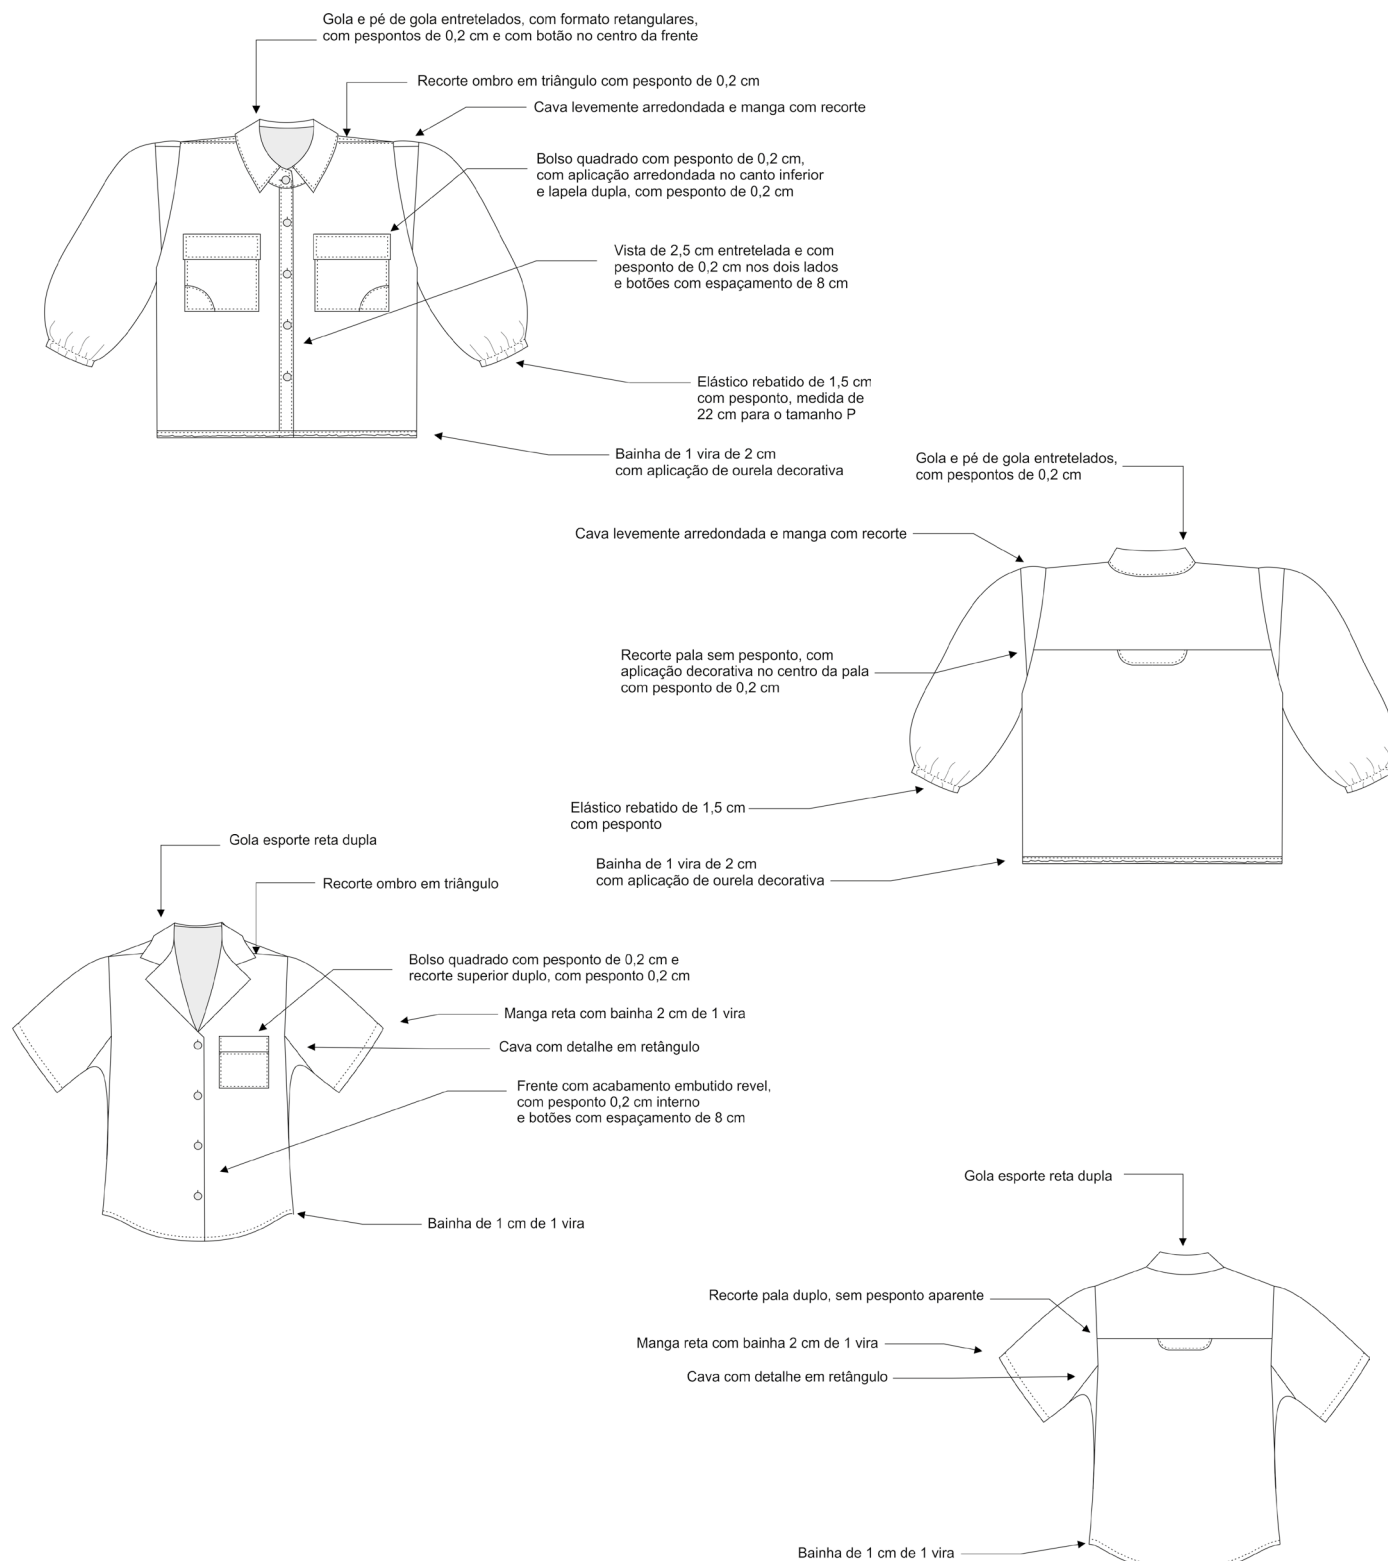 Gola e pé de gola entretelados, com formato retangulares,
com pespontos de 0,2 cm e com botão no centro da frente
Recorte ombro em triângulo com pesponto de 0,2 cm
Cava levemente arredondada e manga com recorte
Bolso quadrado com pesponto de 0,2 cm,
com aplicação arredondada no canto inferior
e lapela dupla, com pesponto de 0,2 cm
Vista de 2,5 cm entretelada e com
pesponto de 0,2 cm nos dois lados
e botões com espaçamento de 8 cm
Elástico rebatido de 1,5 cm
com pesponto, medida de
22 cm para o tamanho P
Bainha de 1 vira de 2 cm
com aplicação de ourela decorativa
Gola e pé de gola entretelados,
com pespontos de 0,2 cm
Cava levemente arredondada e manga com recorte
Recorte pala sem pesponto, com
aplicação decorativa no centro da pala
com pesponto de 0,2 cm
Elástico rebatido de 1,5 cm
com pesponto
Bainha de 1 vira de 2 cm
com aplicação de ourela decorativa
Gola esporte reta dupla
Recorte ombro em triângulo
Bolso quadrado com pesponto de 0,2 cm e
recorte superior duplo, com pesponto 0,2 cm
Manga reta com bainha 2 cm de 1 vira
Cava com detalhe em retângulo
Frente com acabamento embutido revel,
com pesponto 0,2 cm interno
e botões com espaçamento de 8 cm
Bainha de 1 cm de 1 vira
Gola esporte reta dupla
Recorte pala duplo, sem pesponto aparente
Manga reta com bainha 2 cm de 1 vira
Cava com detalhe em retângulo
Bainha de 1 cm de 1 vira